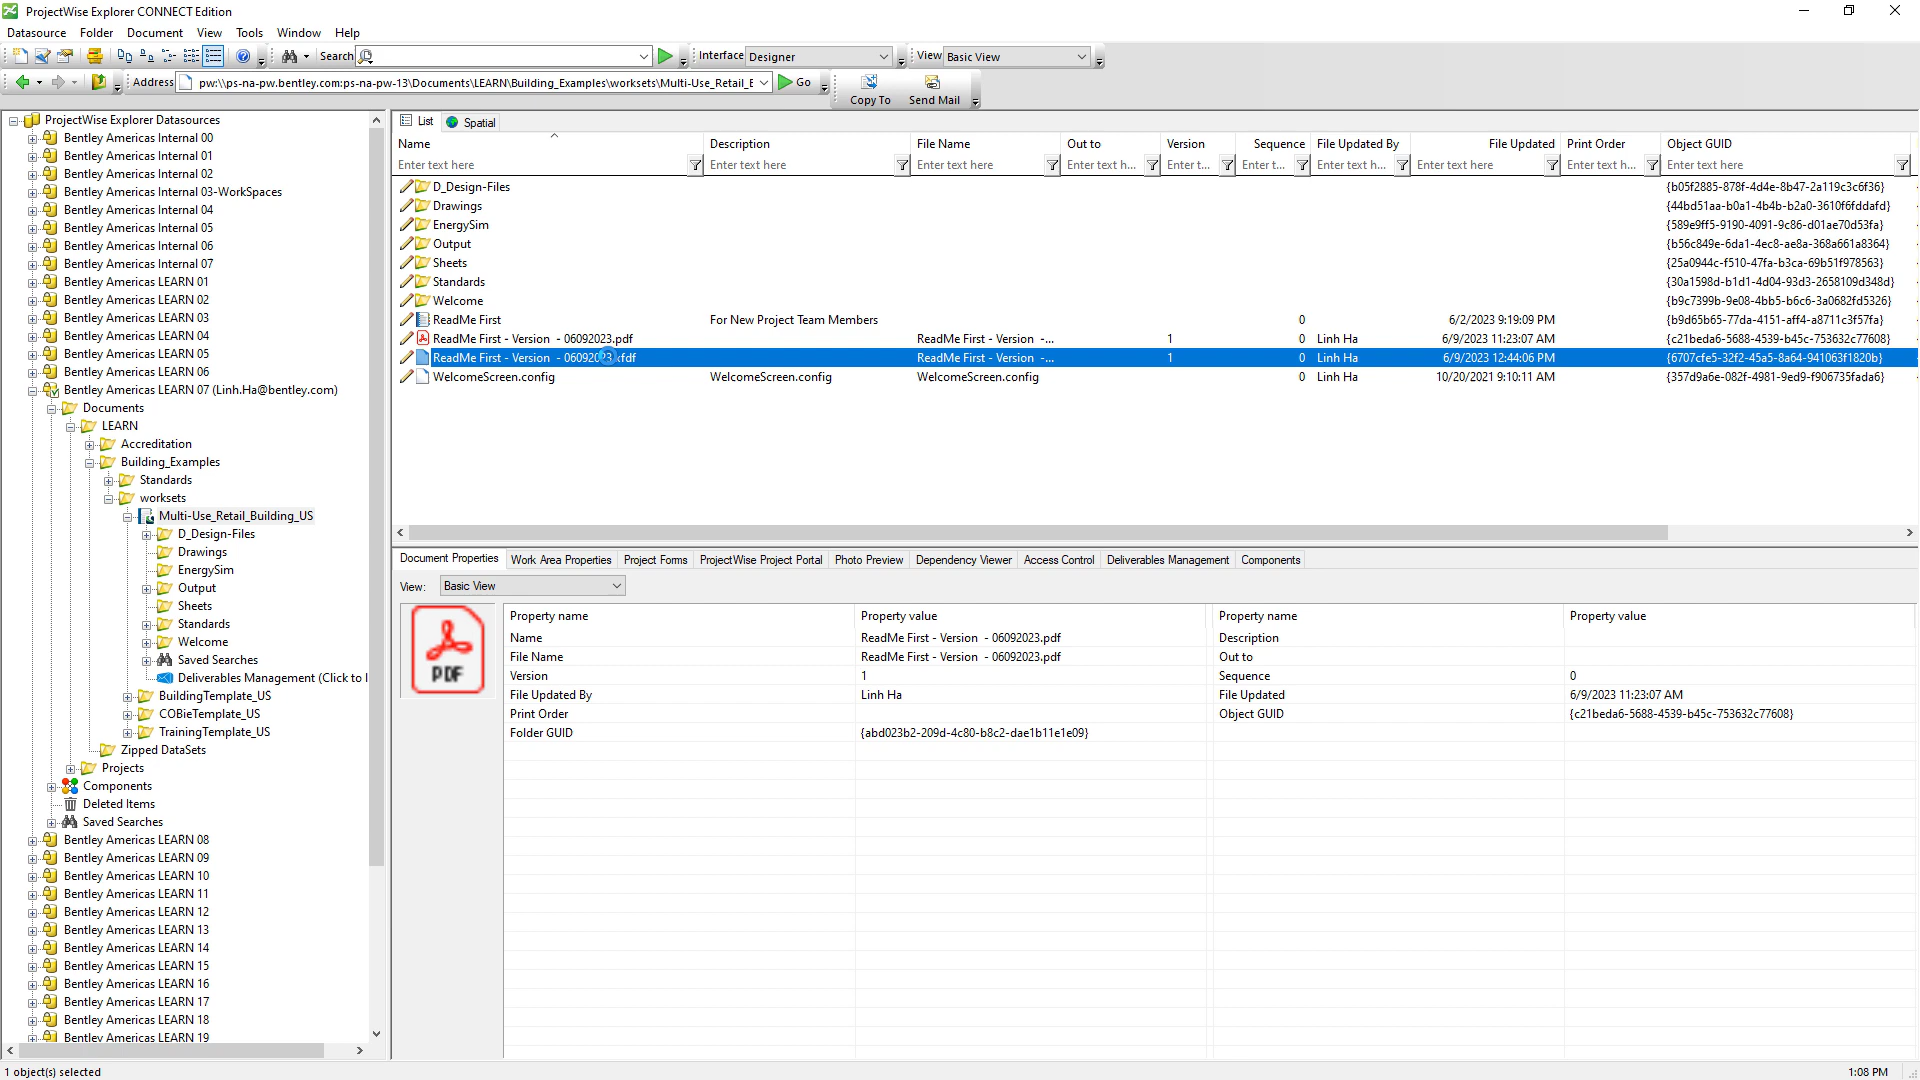 ProjectWise Explorer CONNECT Edition
Datasource Folder Document View Tools Window Help
Search Interface Designer View Basic View
Address pw:\\ps-na-pw.bentley.com:ps-na-pw-13\Documents\LEARN\Building_Examples\worksets\Multi-Use_Retail_E Go Copy To Send Mail
ProjectWise Explorer Datasources
Bentley Americas Internal 00
Bentley Americas Internal 01
Bentley Americas Internal 02
Bentley Americas Internal 03-WorkSpaces
Bentley Americas Internal 04
Bentley Americas Internal 05
Bentley Americas Internal 06
Bentley Americas Internal 07
Bentley Americas LEARN 01
Bentley Americas LEARN 02
Bentley Americas LEARN 03
Bentley Americas LEARN 04
Bentley Americas LEARN 05
Bentley Americas LEARN 06
Bentley Americas LEARN 07 (Linh.Ha@bentley.com)
Documents
LEARN
Accreditation
Building_Examples
Standards
worksets
Multi-Use_Retail_Building_US
D_Design-Files
Drawings
EnergySim
Output
Sheets
Standards
Welcome
Saved Searches
Deliverables Management (Click to l
BuildingTemplate_US
COBieTemplate_US
TrainingTemplate_US
Zipped DataSets
Projects
Components
Deleted Items
Saved Searches
Bentley Americas LEARN 08
Bentley Americas LEARN 09
Bentley Americas LEARN 10
Bentley Americas LEARN 11
Bentley Americas LEARN 12
Bentley Americas LEARN 13
Bentley Americas LEARN 14
Bentley Americas LEARN 15
Bentley Americas LEARN 16
Bentley Americas LEARN 17
Bentley Americas LEARN 18
Bentley Americas LEARN 19
List Spatial
Name Description File Name Out to Version Sequence File Updated By File Updated Print Order Object GUID
Enter text here Enter text here Enter text here Enter text h... Enter t... Enter t... Enter text h... Enter text here Enter text h... Enter text here
D_Design-Files {b05f2885-878f-4d4e-8b47-2a119c3c6f36}
Drawings {44bd51aa-b0a1-4b4b-b2a0-3610f6fddafd}
EnergySim {589e9ff5-9190-4091-9c86-d01ae70d53fa}
Output {b56c849e-6da1-4ec8-ae8a-368a661a8364}
Sheets {25a0944c-f510-47fa-b3ca-69b51f978563}
Standards {30a1598d-b1d1-4d04-93d3-2658109d348d}
Welcome {b9c7399b-9e08-4bb5-b6c6-3a0682fd5326}
ReadMe First For New Project Team Members 0 6/2/2023 9:19:09 PM {b9d65b65-77da-4151-aff4-a8711c3f57fa}
ReadMe First - Version - 06092023.pdf ReadMe First - Version -... 1 0 Linh Ha 6/9/2023 11:23:07 AM {c21beda6-5688-4539-b45c-753632c77608}
ReadMe First - Version - 06092023.xfdf ReadMe First - Version -... 1 0 Linh Ha 6/9/2023 12:44:06 PM {6707cfe5-32f2-45a5-8a64-941063f1820b}
WelcomeScreen.config WelcomeScreen.config WelcomeScreen.config 0 Linh Ha 10/20/2021 9:10:11 AM {357d9a6e-082f-4981-9ed9-f906735fada6}
Document Properties Work Area Properties Project Forms ProjectWise Project Portal Photo Preview Dependency Viewer Access Control Deliverables Management Components
View: Basic View
PDF
Property name Property value Property name Property value
Name ReadMe First - Version - 06092023.pdf Description
File Name ReadMe First - Version - 06092023.pdf Out to
Version 1 Sequence 0
File Updated By Linh Ha File Updated 6/9/2023 11:23:07 AM
Print Order Object GUID {c21beda6-5688-4539-b45c-753632c77608}
Folder GUID {abd023b2-209d-4c80-b8c2-dae1b11e1e09}
1 object(s) selected 1:08 PM